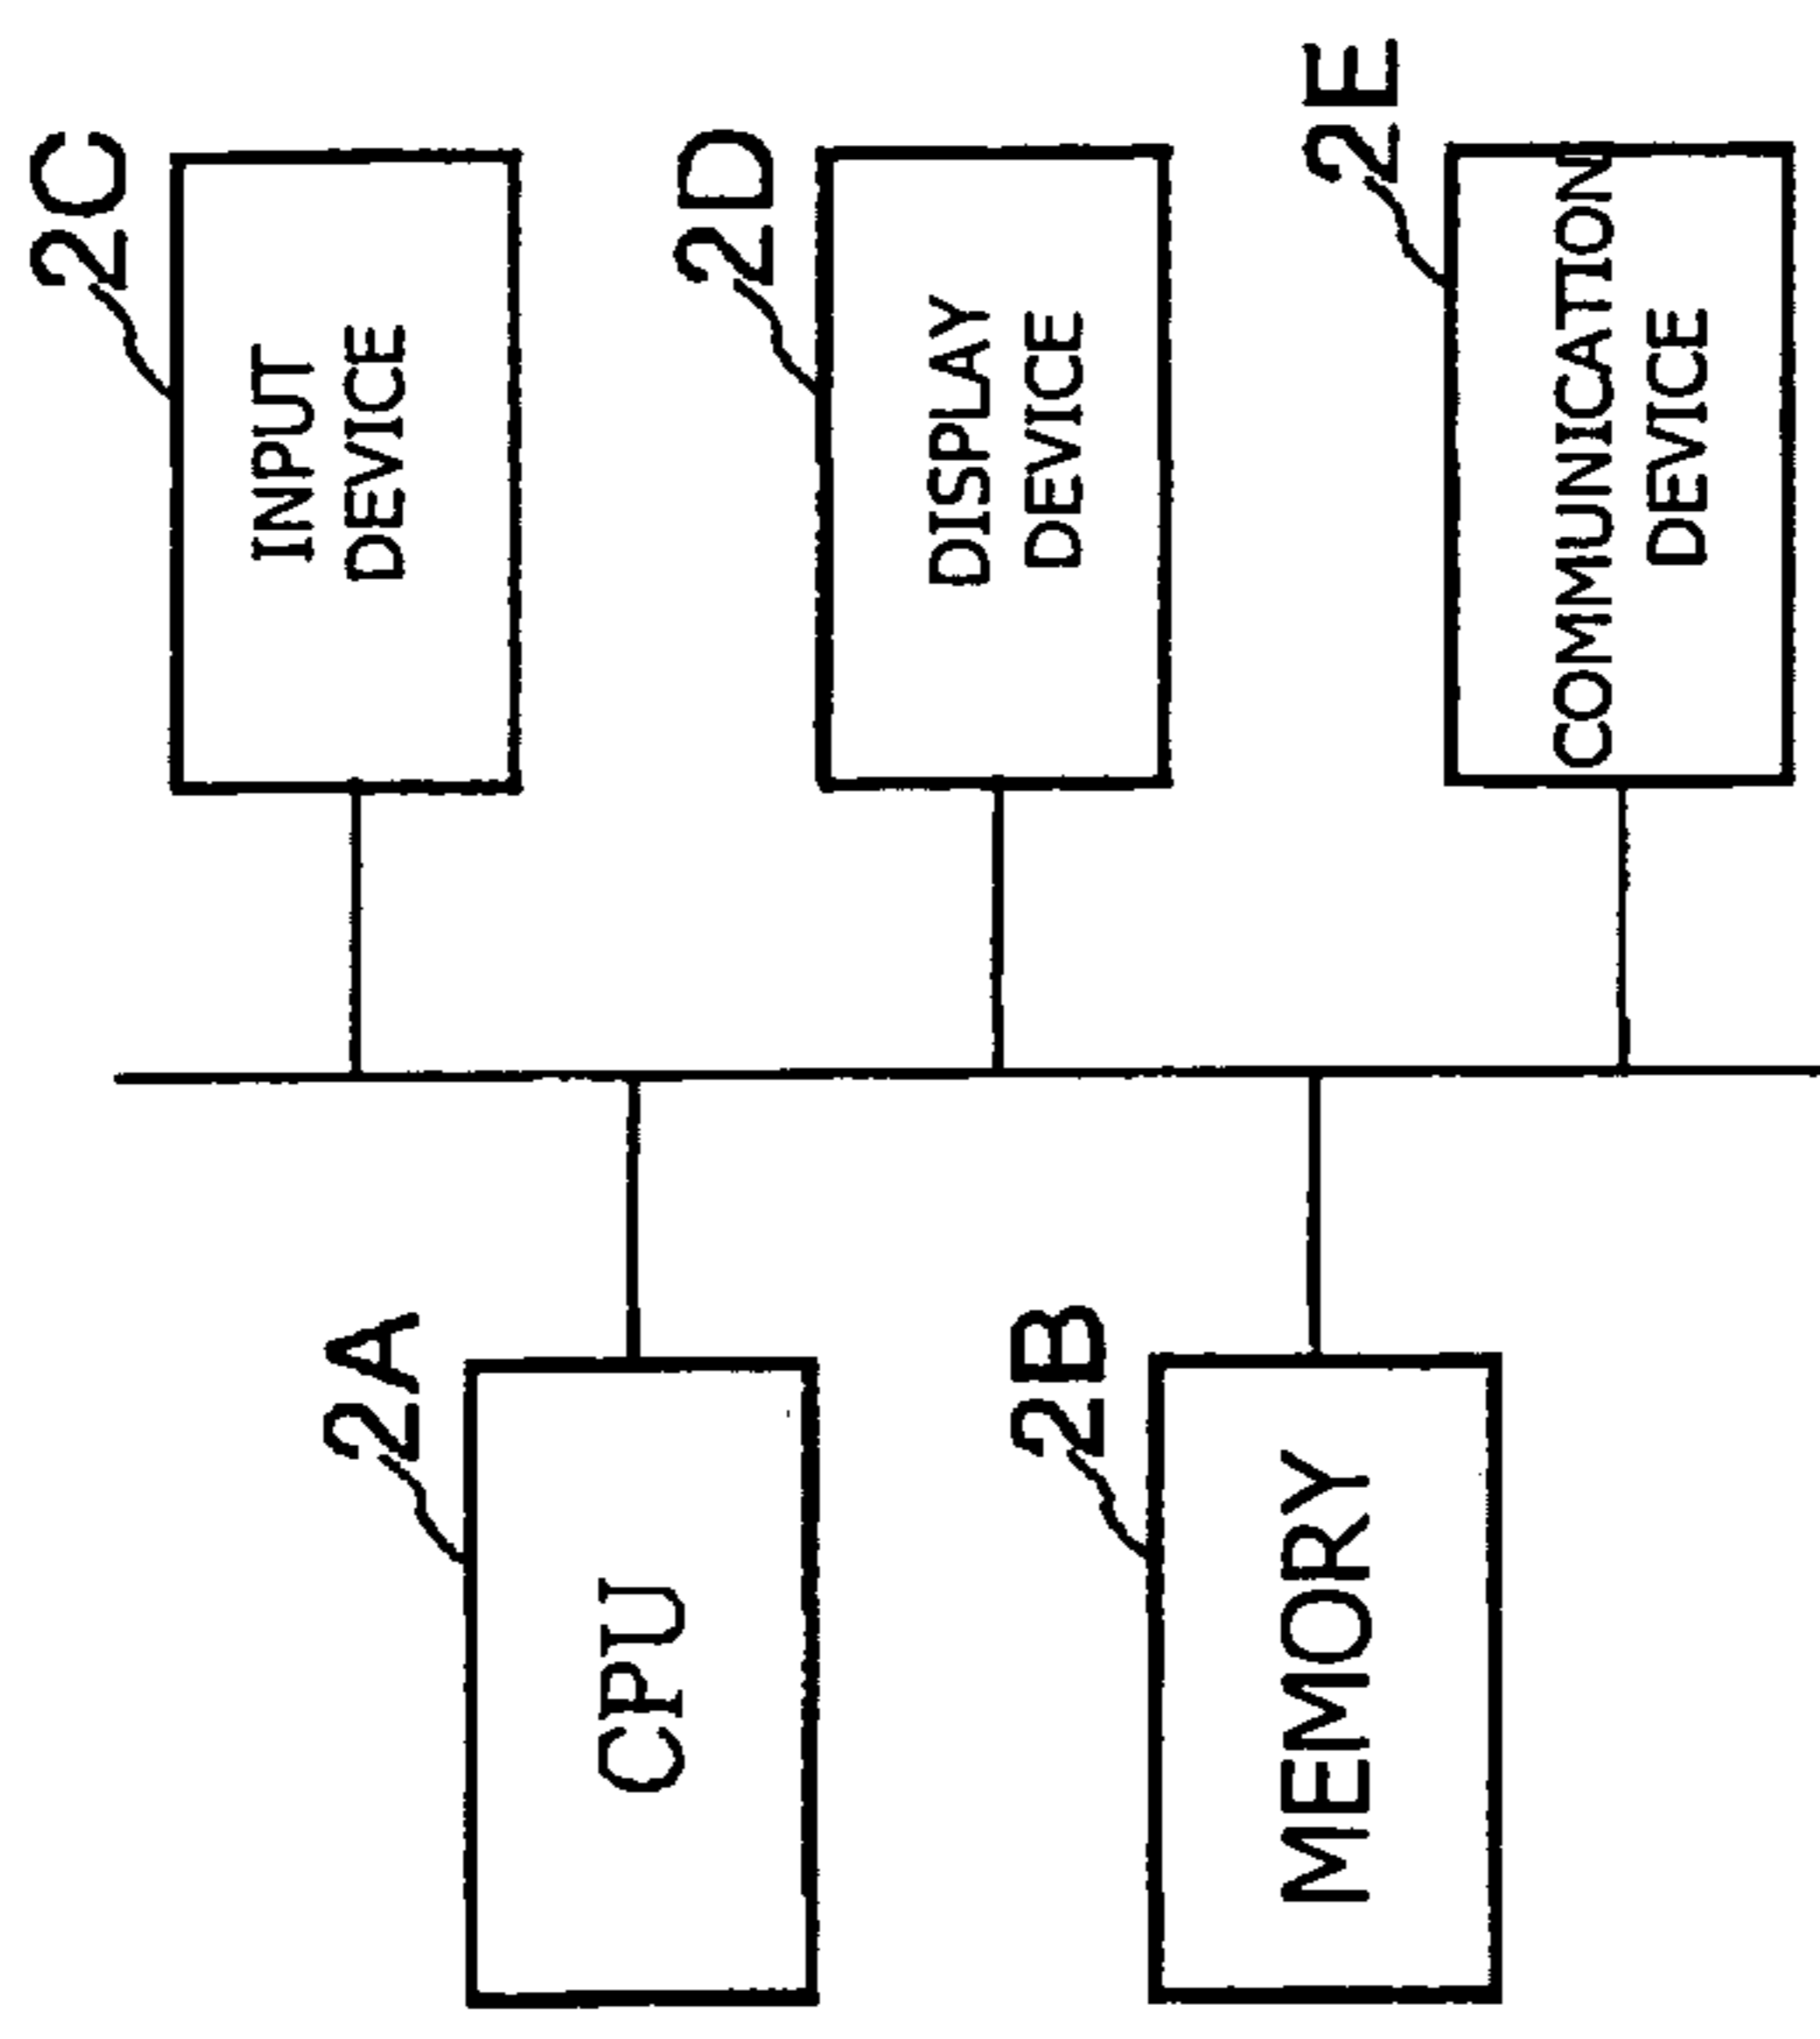 2A
CPU
2B
MEMORY
2C
INPUT
DEVICE
2D
DISPLAY
DEVICE
2E
COMMUNICATION
DEVICE